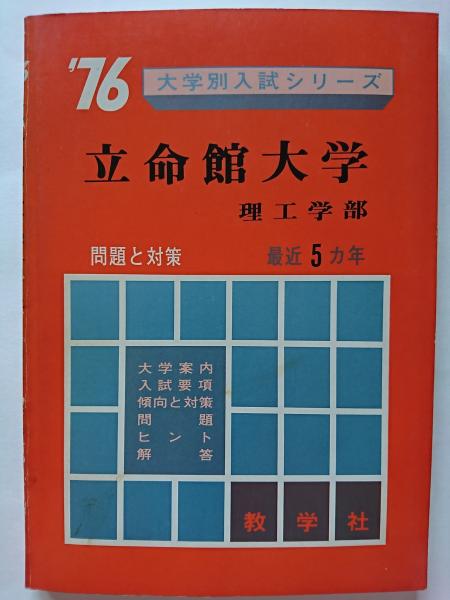 '76 大学別入試シリーズ
立命館大学
理工学部
問題と対策 最近5カ年
大学案内
入試要項
傾向と対策
問題
ヒント
解答
教学社